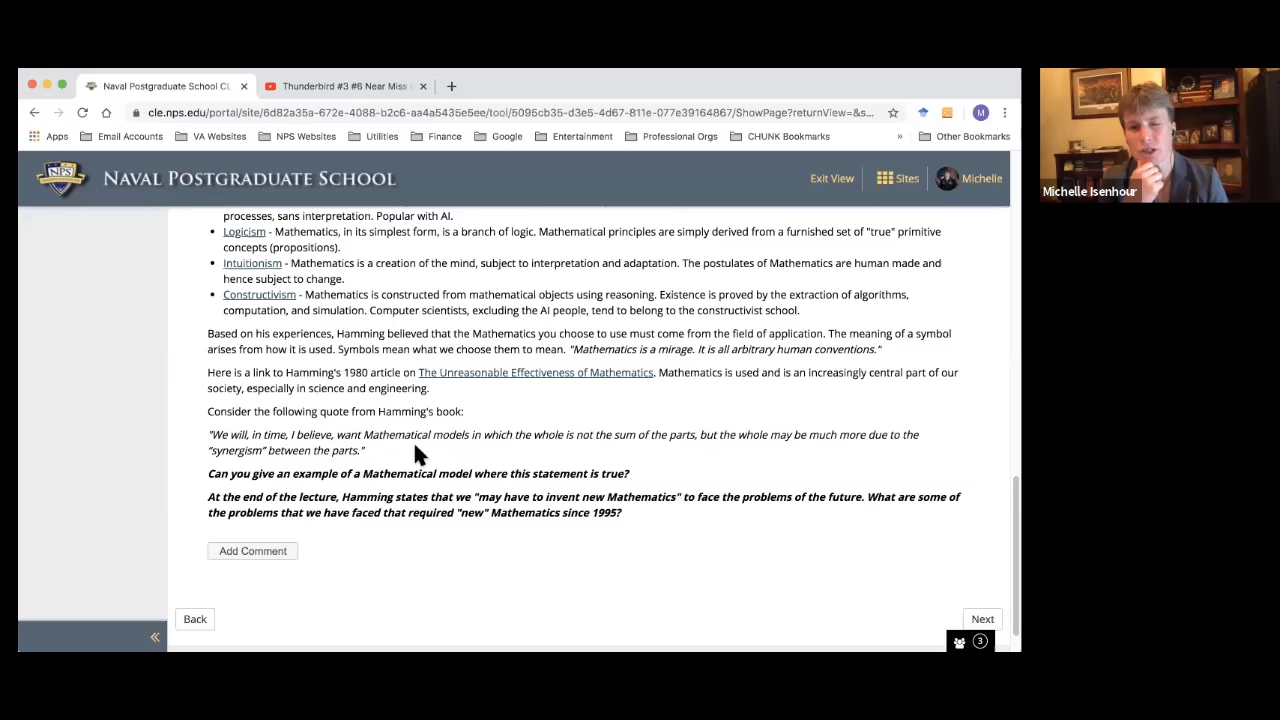 Naval Postgraduate School CL
Thunderbird #3 #6 Near Miss
cle.nps.edu/portal/site/6d82a35a-672e-4088-b2c6-aa4a5435e5ee/tool/5095cb35-d3e5-4d67-811e-077e39164867/ShowPage?returnView=&s...
M
Apps Email Accounts VA Websites NPS Websites Utilities Finance Google Entertainment Professional Orgs CHUNK Bookmarks » Other Bookmarks
NPS NAVAL POSTGRADUATE SCHOOL Exit View Sites Michelle
Michelle Isenhour
processes, sans interpretation. Popular with AI.
• Logicism - Mathematics, in its simplest form, is a branch of logic. Mathematical principles are simply derived from a furnished set of "true" primitive
concepts (propositions).
• Intuitionism - Mathematics is a creation of the mind, subject to interpretation and adaptation. The postulates of Mathematics are human made and
hence subject to change.
• Constructivism - Mathematics is constructed from mathematical objects using reasoning. Existence is proved by the extraction of algorithms,
computation, and simulation. Computer scientists, excluding the AI people, tend to belong to the constructivist school.
Based on his experiences, Hamming believed that the Mathematics you choose to use must come from the field of application. The meaning of a symbol
arises from how it is used. Symbols mean what we choose them to mean. "Mathematics is a mirage. It is all arbitrary human conventions."
Here is a link to Hamming's 1980 article on The Unreasonable Effectiveness of Mathematics. Mathematics is used and is an increasingly central part of our
society, especially in science and engineering.
Consider the following quote from Hamming's book:
"We will, in time, I believe, want Mathematical models in which the whole is not the sum of the parts, but the whole may be much more due to the
"synergism" between the parts."
Can you give an example of a Mathematical model where this statement is true?
At the end of the lecture, Hamming states that we "may have to invent new Mathematics" to face the problems of the future. What are some of
the problems that we have faced that required "new" Mathematics since 1995?
Add Comment
Back Next
« 3